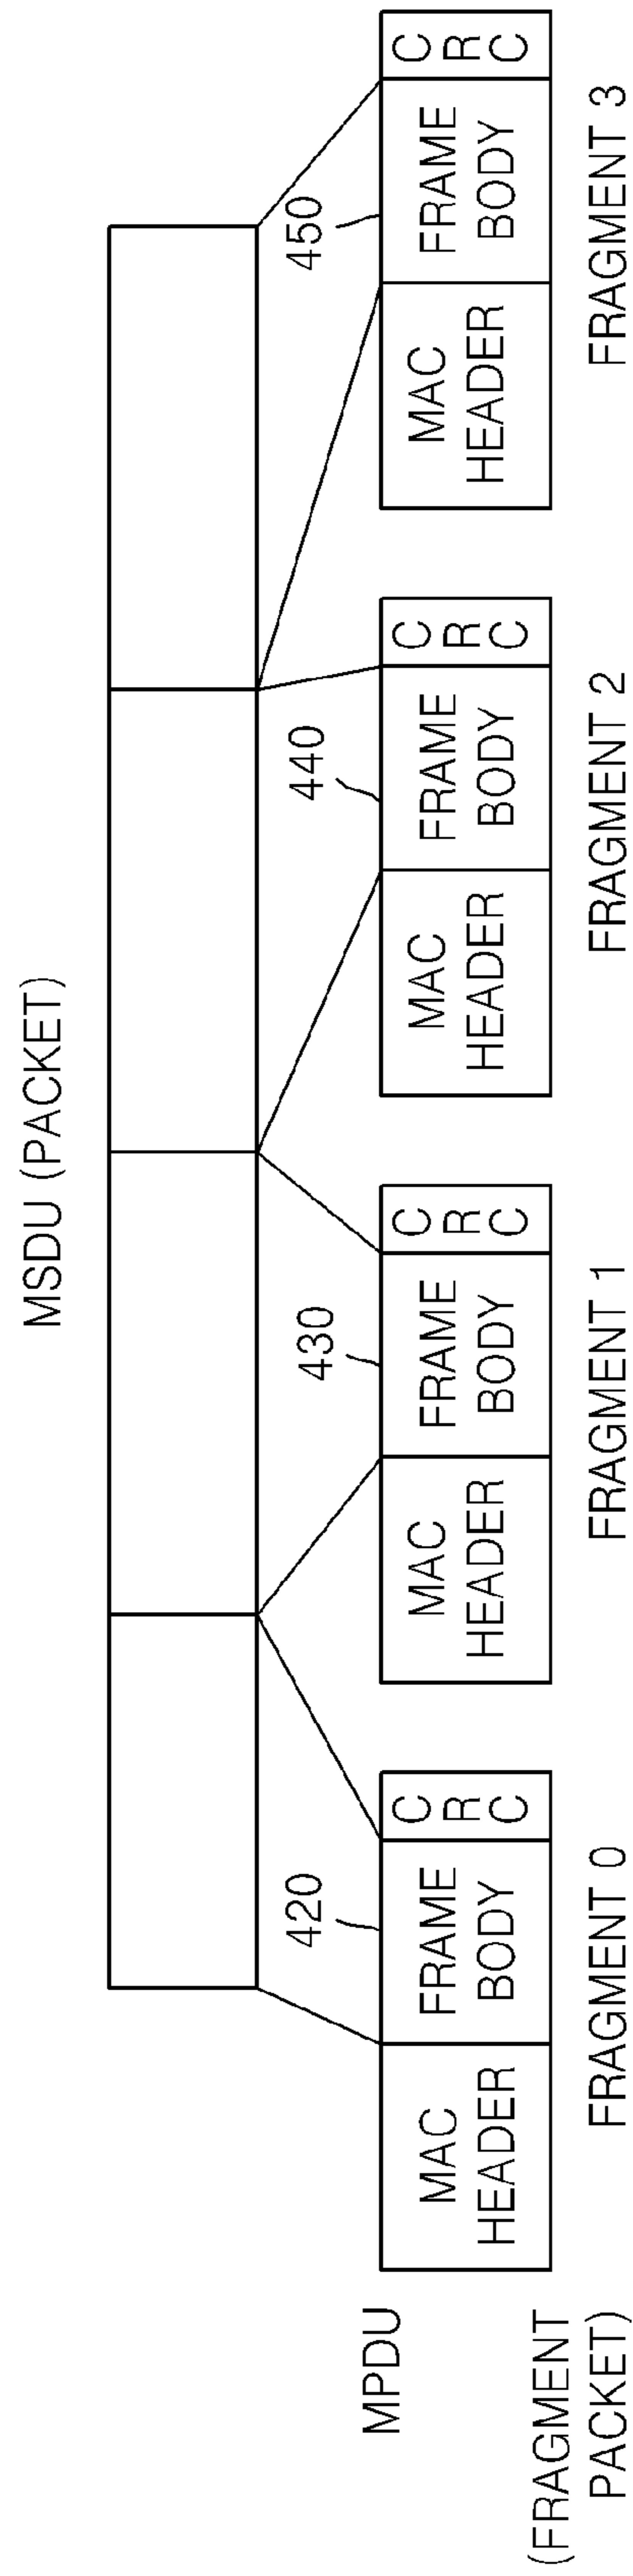 MSDU (PACKET)
420
430
440
450
MPDU
MAC
HEADER
FRAME
BODY
C
R
C
MAC
HEADER
FRAME
BODY
C
R
C
MAC
HEADER
FRAME
BODY
C
R
C
MAC
HEADER
FRAME
BODY
C
R
C
(FRAGMENT
PACKET)
FRAGMENT 0
FRAGMENT 1
FRAGMENT 2
FRAGMENT 3